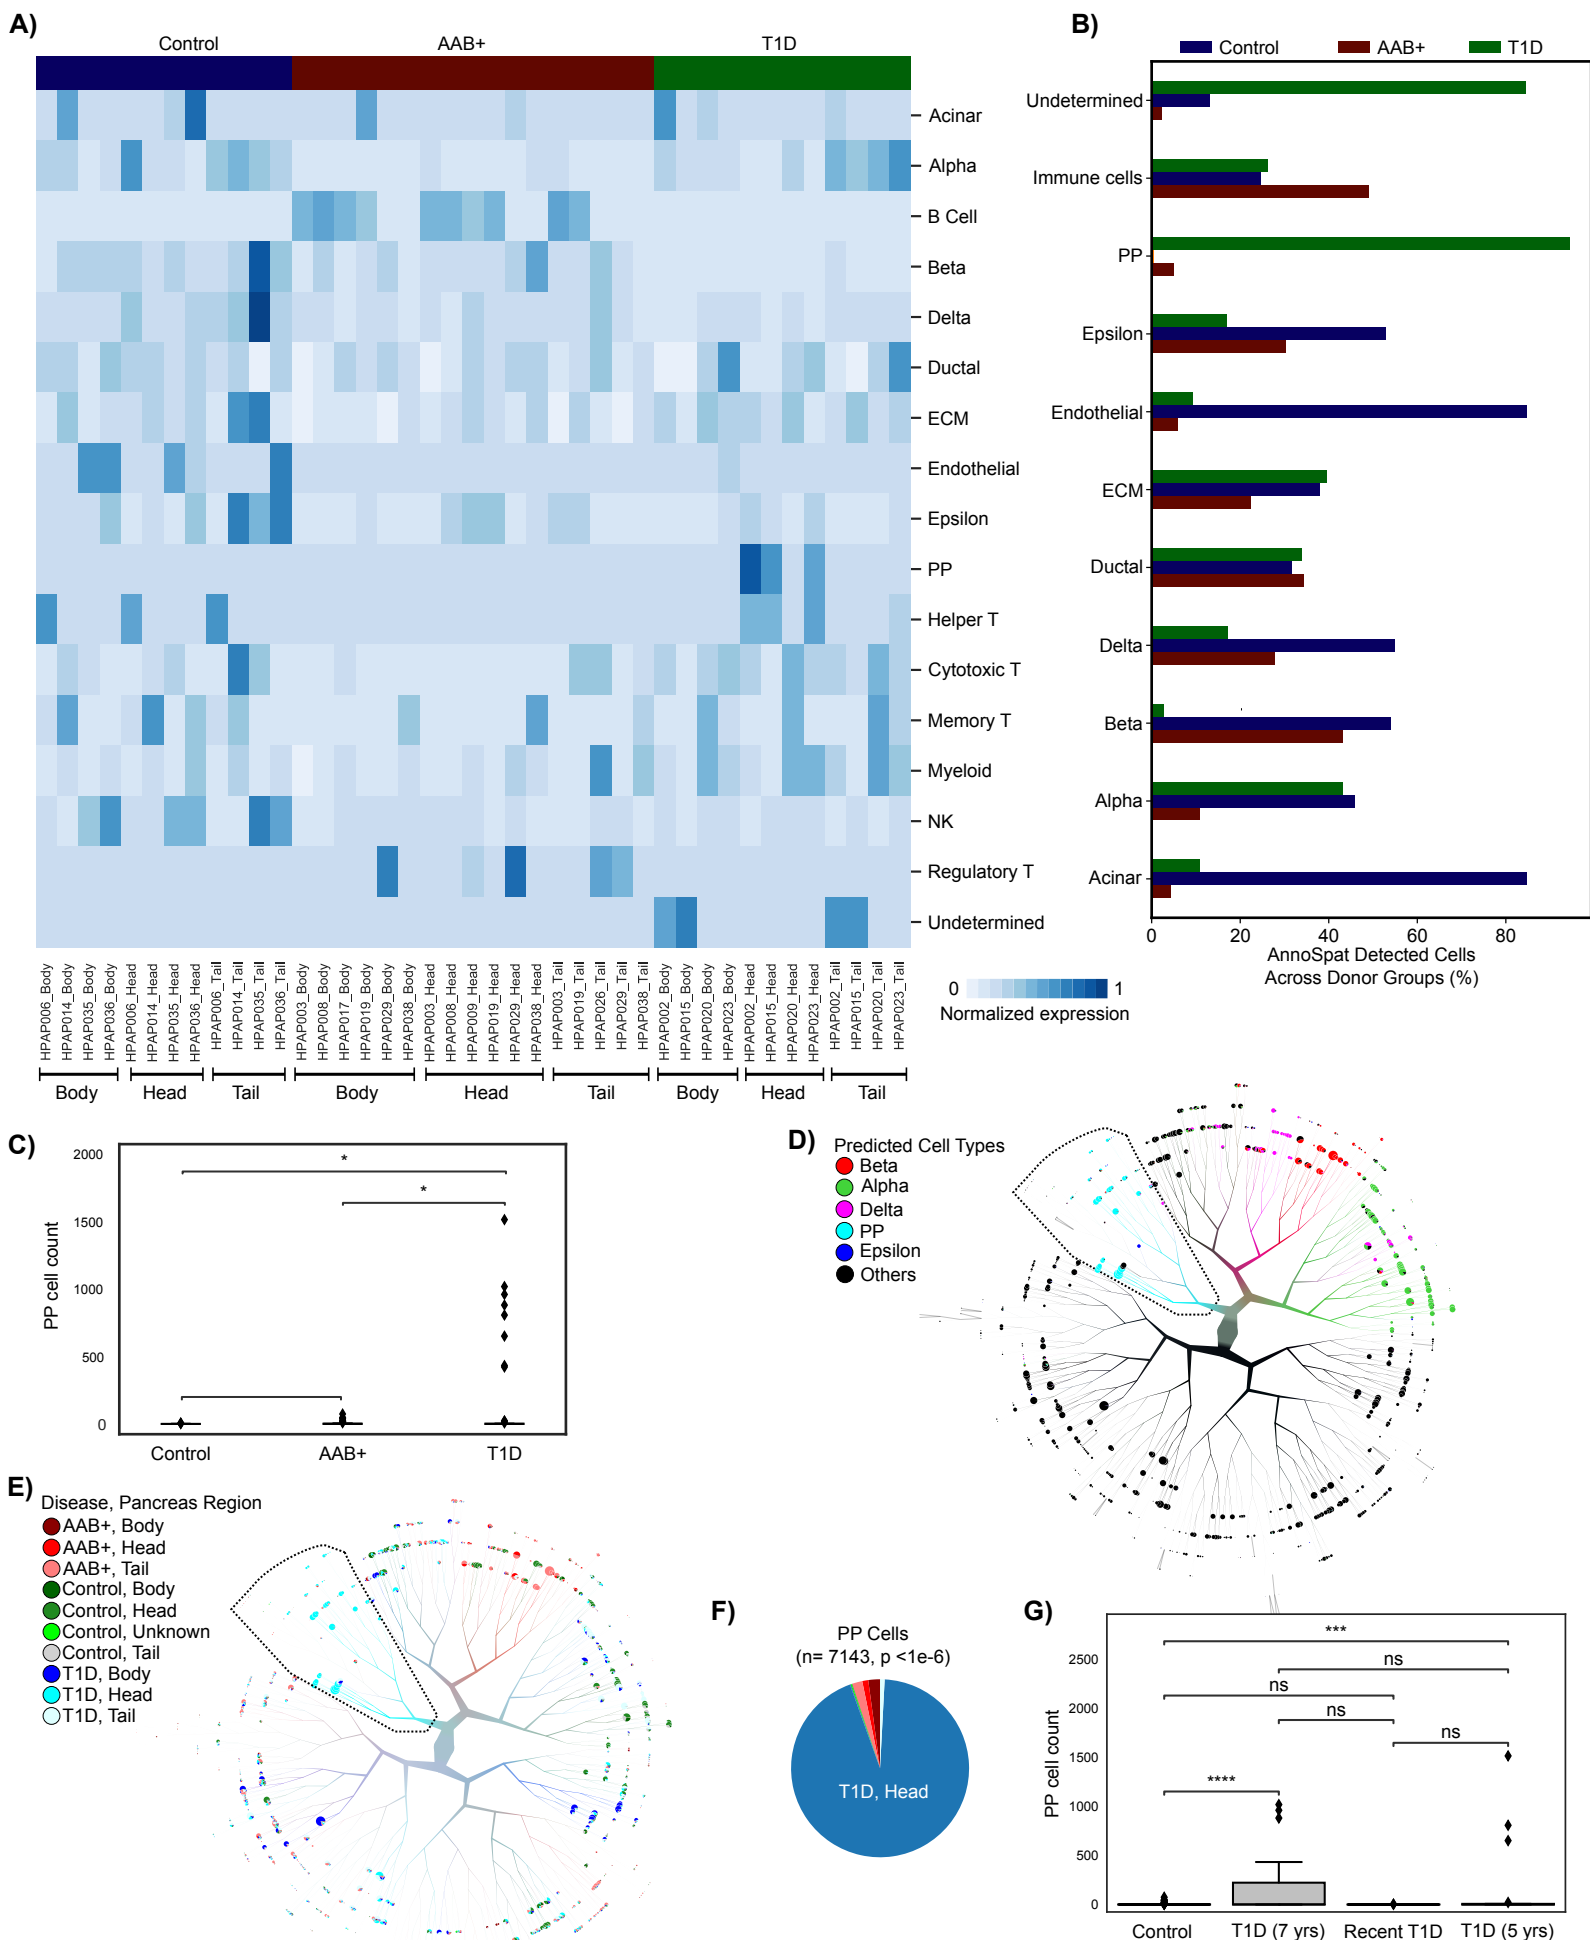 A)
Control
AAB+
T1D
Acinar
Alpha
B Cell
Beta
Delta
Ductal
ECM
Endothelial
Epsilon
PP
Helper T
Cytotoxic T
Memory T
Myeloid
NK
Regulatory T
Undetermined
HPAP006_Body
HPAP014_Body
HPAP035_Body
HPAP036_Body
HPAP006_Head
HPAP014_Head
HPAP035_Head
HPAP036_Head
HPAP006_Tail
HPAP014_Tail
HPAP035_Tail
HPAP036_Tail
HPAP003_Body
HPAP008_Body
HPAP017_Body
HPAP019_Body
HPAP029_Body
HPAP038_Body
HPAP003_Head
HPAP008_Head
HPAP009_Head
HPAP019_Head
HPAP029_Head
HPAP038_Head
HPAP003_Tail
HPAP019_Tail
HPAP026_Tail
HPAP029_Tail
HPAP038_Tail
HPAP002_Body
HPAP015_Body
HPAP020_Body
HPAP023_Body
HPAP002_Head
HPAP015_Head
HPAP020_Head
HPAP023_Head
HPAP002_Tail
HPAP015_Tail
HPAP020_Tail
HPAP023_Tail
Body
Head
Tail
Body
Head
Tail
Body
Head
Tail
0 1
Normalized expression
B)
Control
AAB+
T1D
Undetermined
Immune cells
PP
Epsilon
Endothelial
ECM
Ductal
Delta
Beta
Alpha
Acinar
0 20 40 60 80
AnnoSpat Detected Cells
Across Donor Groups (%)
C)
PP cell count
2000
1500
1000
500
0
*
*
Control
AAB+
T1D
D)
Predicted Cell Types
Beta
Alpha
Delta
PP
Epsilon
Others
E)
Disease, Pancreas Region
AAB+, Body
AAB+, Head
AAB+, Tail
Control, Body
Control, Head
Control, Unknown
Control, Tail
T1D, Body
T1D, Head
T1D, Tail
F)
PP Cells
(n= 7143, p <1e-6)
T1D, Head
G)
PP cell count
2500
2000
1500
1000
500
0
***
ns
ns
ns
ns
****
Control
T1D (7 yrs)
Recent T1D
T1D (5 yrs)